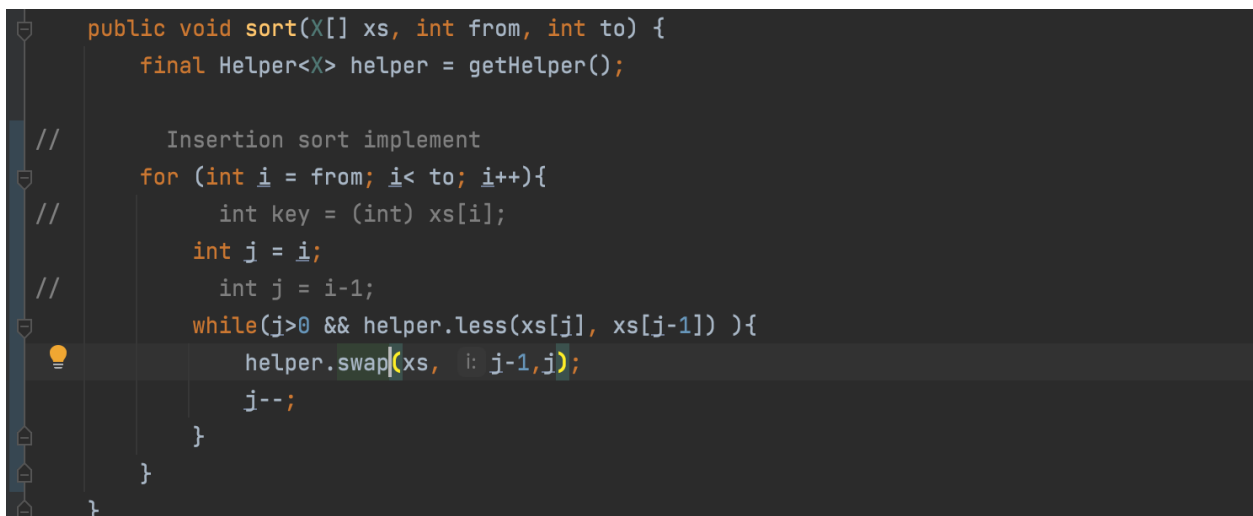 public void sort(X[] xs, int from, int to) {
final Helper<X> helper = getHelper();
// Insertion sort implement
for (int i = from; i< to; i++){
// int key = (int) xs[i];
int j = i;
// int j = i-1;
while(j>0 && helper.less(xs[j], xs[j-1]) ){
helper.swap(xs, i: j-1,j);
j--;
}
}
}